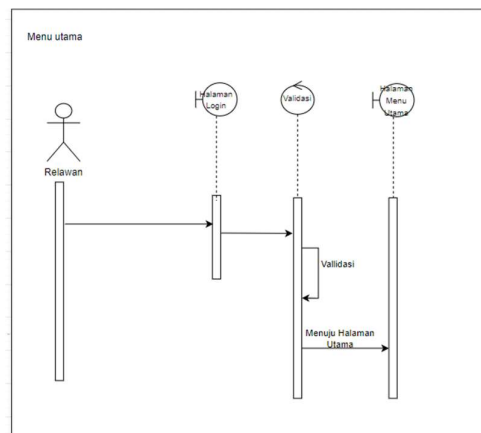 Menu utama
Halaman
Login
Validasi
Halaman
Menu
Utama
Relawan
Vallidasi
Menuju Halaman
Utama